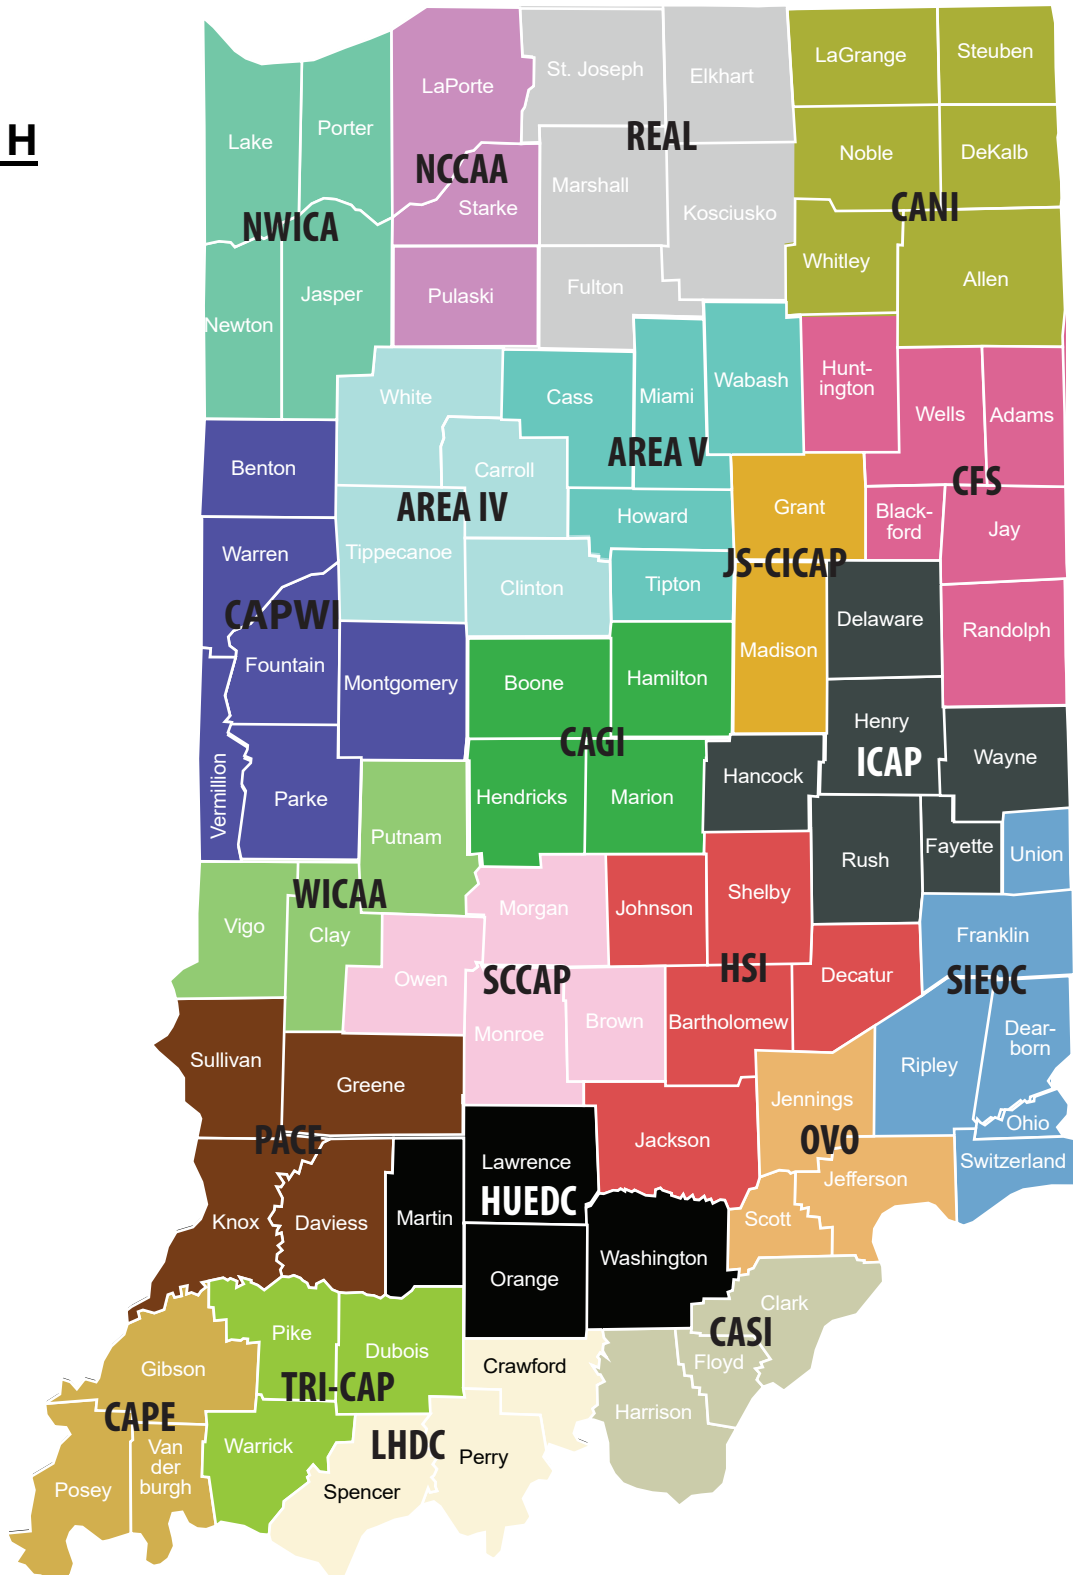 H
LaPorte
St. Joseph
Elkhart
LaGrange
Steuben
Lake
Porter
REAL
Noble
DeKalb
NCCAA
Marshall
Starke
Kosciusko
CANI
NWICA
Whitley
Allen
Jasper
Pulaski
Fulton
Newton
White
Cass
Miami
Wabash
Hunt-
ington
Wells
Adams
Benton
Carroll
AREA V
CFS
AREA IV
Howard
Grant
Black-
ford
Jay
Warren
Tippecanoe
Clinton
Tipton
JS-CICAP
CAPWI
Delaware
Randolph
Fountain
Montgomery
Boone
Hamilton
Madison
Henry
CAGI
ICAP
Wayne
Vermillion
Parke
Hendricks
Marion
Hancock
Putnam
Rush
Fayette
Union
WICAA
Vigo
Clay
Morgan
Johnson
Shelby
Franklin
Owen
SCCAP
HSI
Decatur
SIEOC
Monroe
Brown
Bartholomew
Dear-
born
Sullivan
Greene
Ripley
Jennings
Ohio
PACE
Lawrence
Jackson
OVO
Switzerland
Jefferson
HUEDC
Knox
Daviess
Martin
Scott
Washington
Orange
Clark
CASI
Pike
Dubois
Crawford
Floyd
Gibson
TRI-CAP
Harrison
CAPE
Van
der
burgh
Warrick
LHDC
Perry
Posey
Spencer